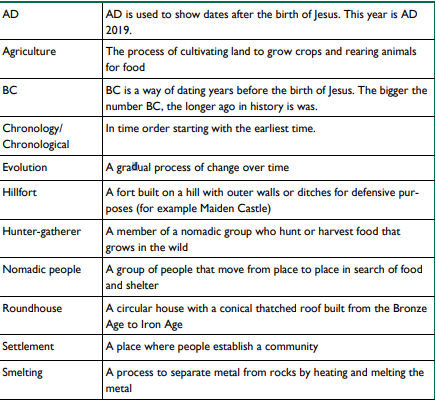 AD AD is used to show dates after the birth of Jesus. This year is AD
2019.
Agriculture The process of cultivating land to grow crops and rearing animals
for food
BC BC is a way of dating years before the birth of Jesus. The bigger the
number BC, the longer ago in history is was.
Chronology/ In time order starting with the earliest time.
Chronological
Evolution A gradual process of change over time
Hillfort A fort built on a hill with outer walls or ditches for defensive pur-
poses (for example Maiden Castle)
Hunter-gatherer A member of a nomadic group who hunt or harvest food that
grows in the wild
Nomadic people A group of people that move from place to place in search of food
and shelter
Roundhouse A circular house with a conical thatched roof built from the Bronze
Age to Iron Age
Settlement A place where people establish a community
Smelting A process to separate metal from rocks by heating and melting the
metal